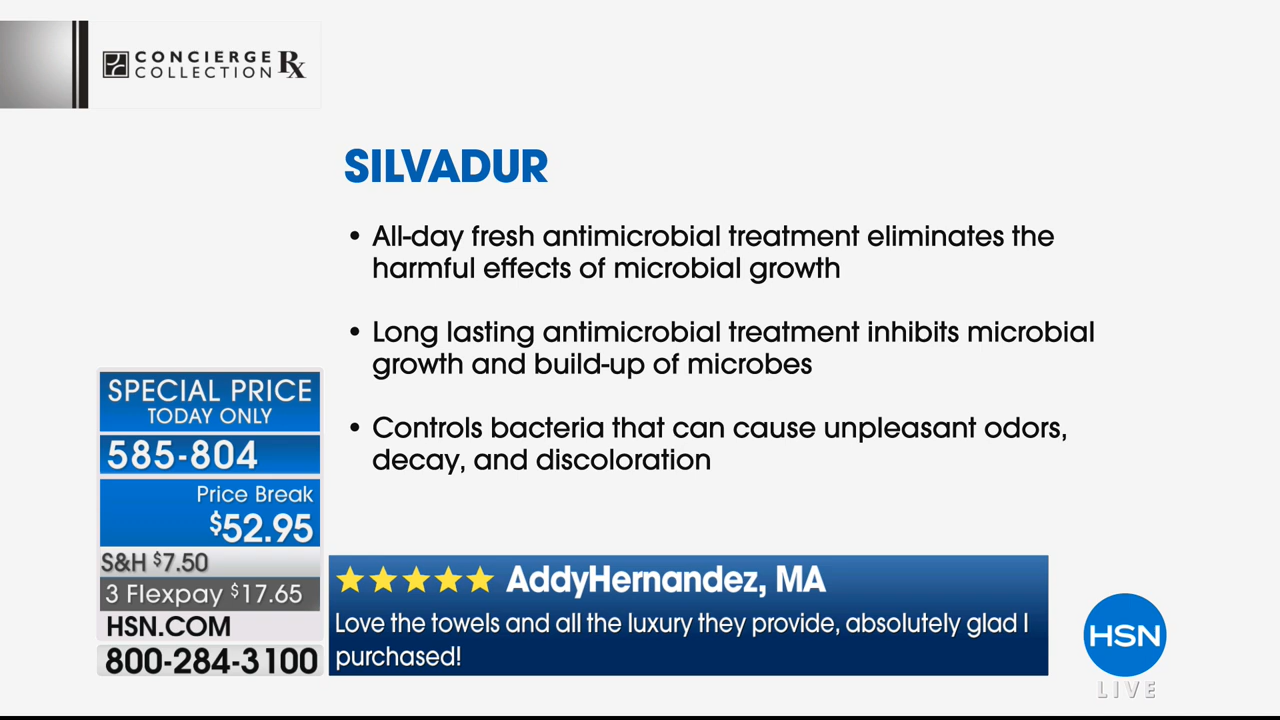 CONCIERGE
COLLECTION Rx
SILVADUR
• All-day fresh antimicrobial treatment eliminates the
harmful effects of microbial growth
• Long lasting antimicrobial treatment inhibits microbial
growth and build-up of microbes
• Controls bacteria that can cause unpleasant odors,
decay, and discoloration
SPECIAL PRICE
TODAY ONLY
585-804
Price Break
$52.95
S&H $7.50
3 Flexpay $17.65
HSN.COM
800-284-3100
AddyHernandez, MA
Love the towels and all the luxury they provide, absolutely glad I
purchased!
HSN
LIVE